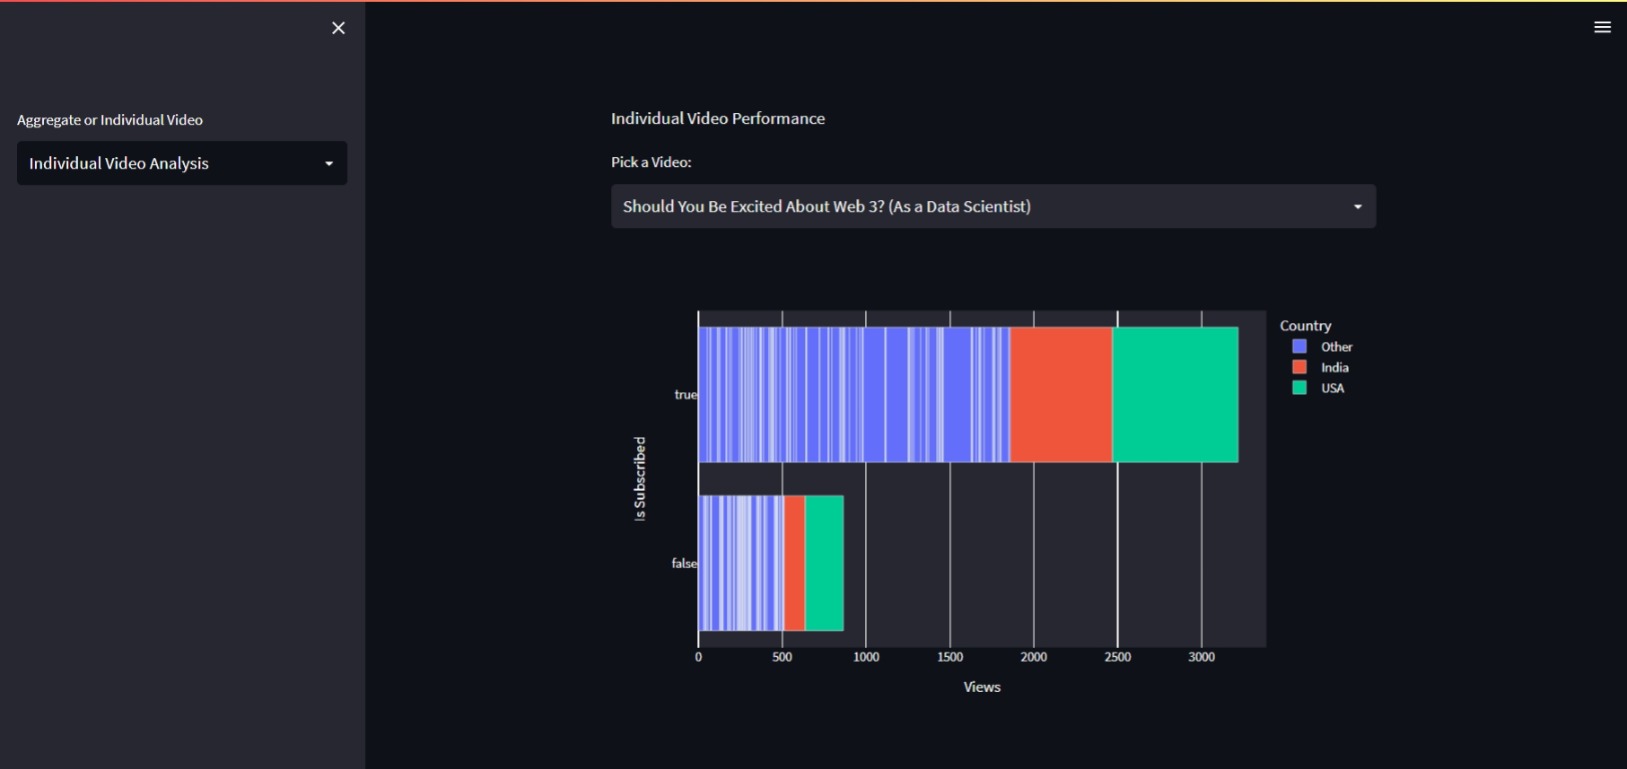 Aggregate or Individual Video
Individual Video Analysis
Individual Video Performance
Pick a Video:
Should You Be Excited About Web 3? (As a Data Scientist)
Country
Other
India
USA
true
Is Subscribed
false
0 500 1000 1500 2000 2500 3000
Views